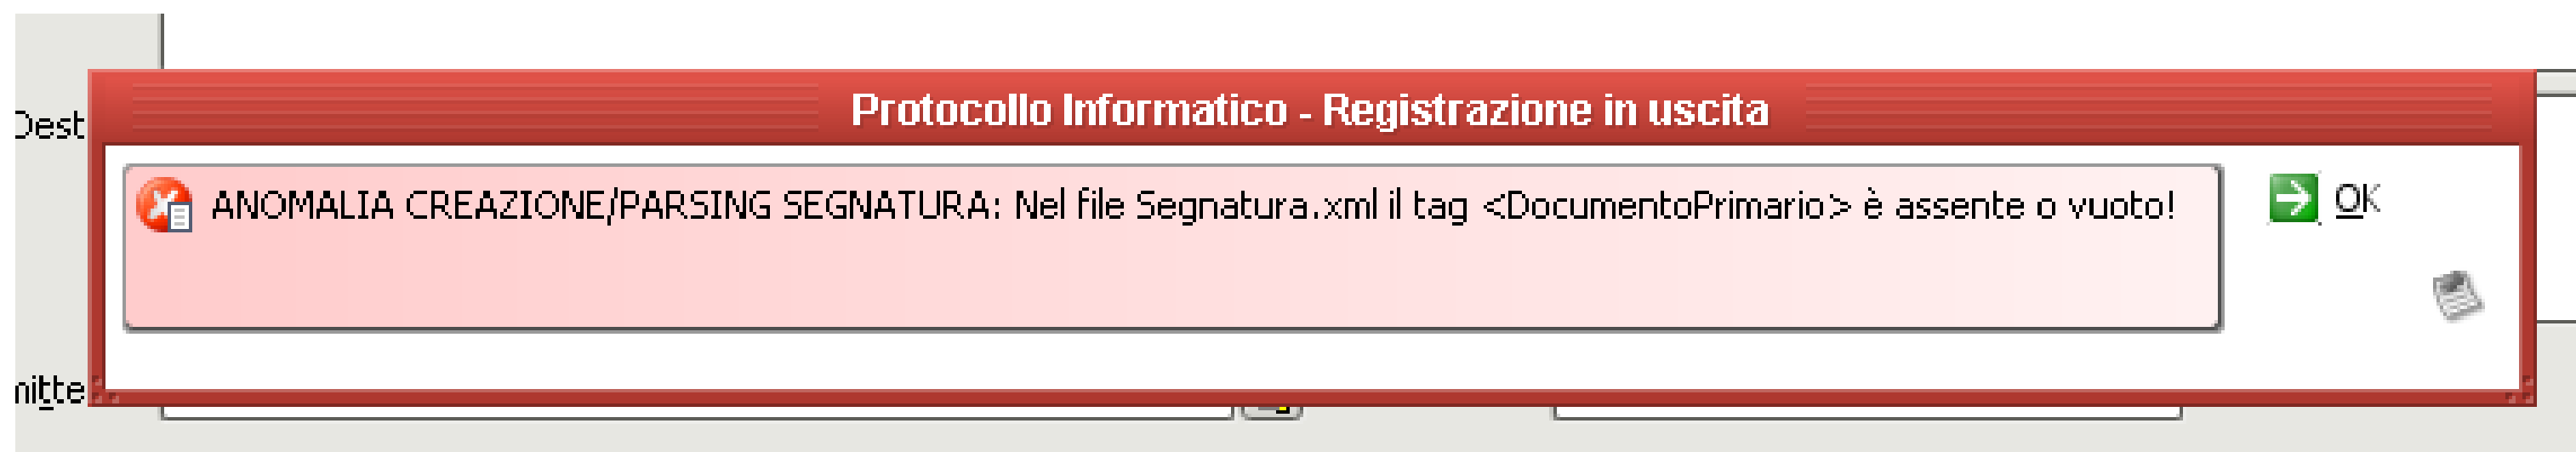 Protocollo Informatico - Registrazione in uscita
Dest
ANOMALIA CREAZIONE/PARSING SEGNATURA: Nel file Segnatura.xml il tag <DocumentoPrimario> è assente o vuoto!
OK
nitte